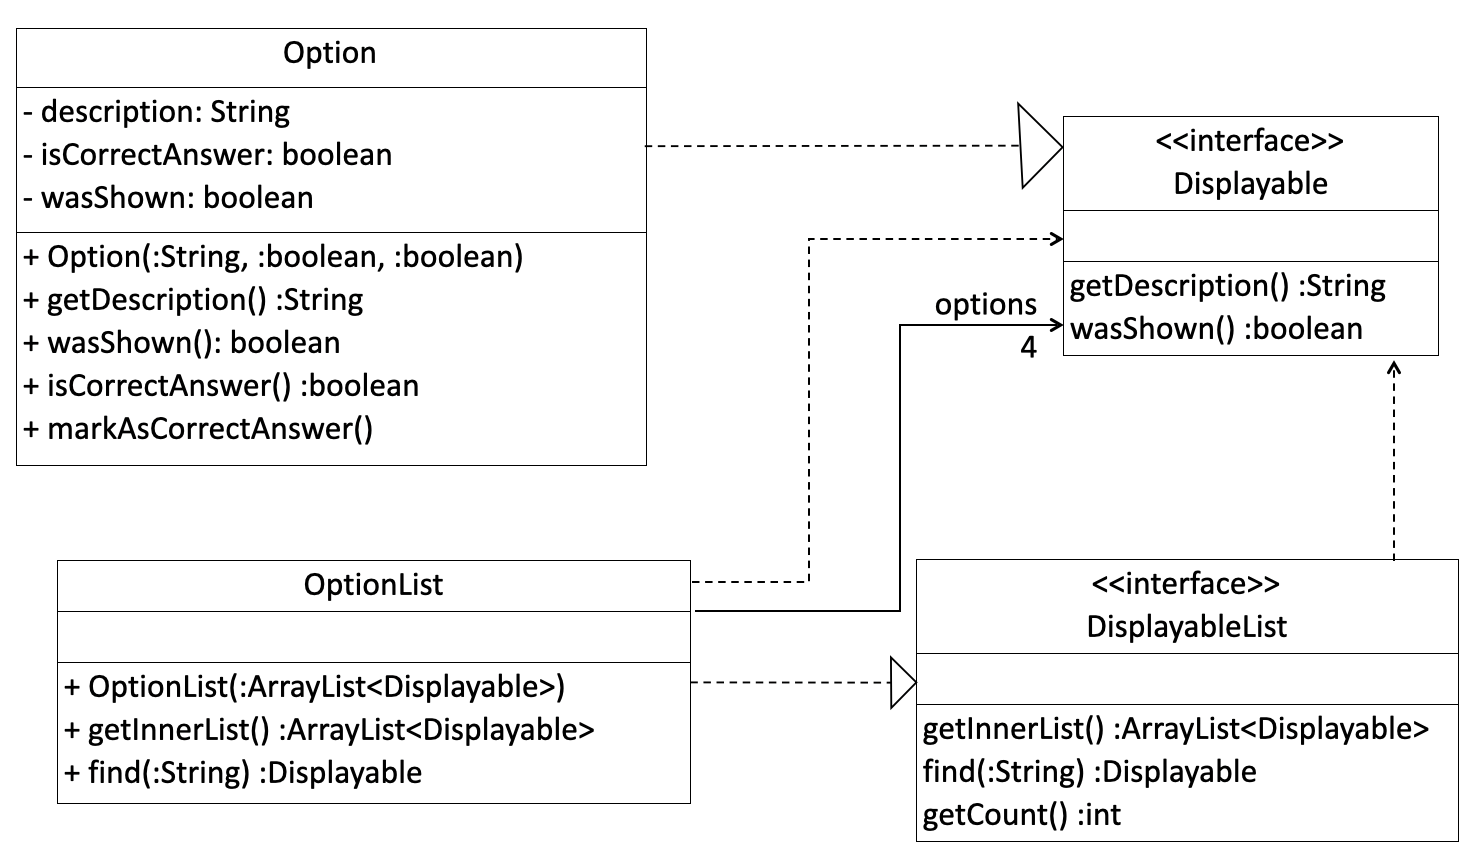 Option
- description: String
- isCorrectAnswer: boolean
- wasShown: boolean
+ Option(:String, :boolean, :boolean)
+ getDescription() :String
+ wasShown(): boolean
+ isCorrectAnswer() :boolean
+ markAsCorrectAnswer()
<<interface>>
Displayable
getDescription() :String
wasShown() :boolean
options
4
OptionList
+ OptionList(:ArrayList<Displayable>)
+ getInnerList() :ArrayList<Displayable>
+ find(:String) :Displayable
<<interface>>
DisplayableList
getInnerList() :ArrayList<Displayable>
find(:String) :Displayable
getCount() :int